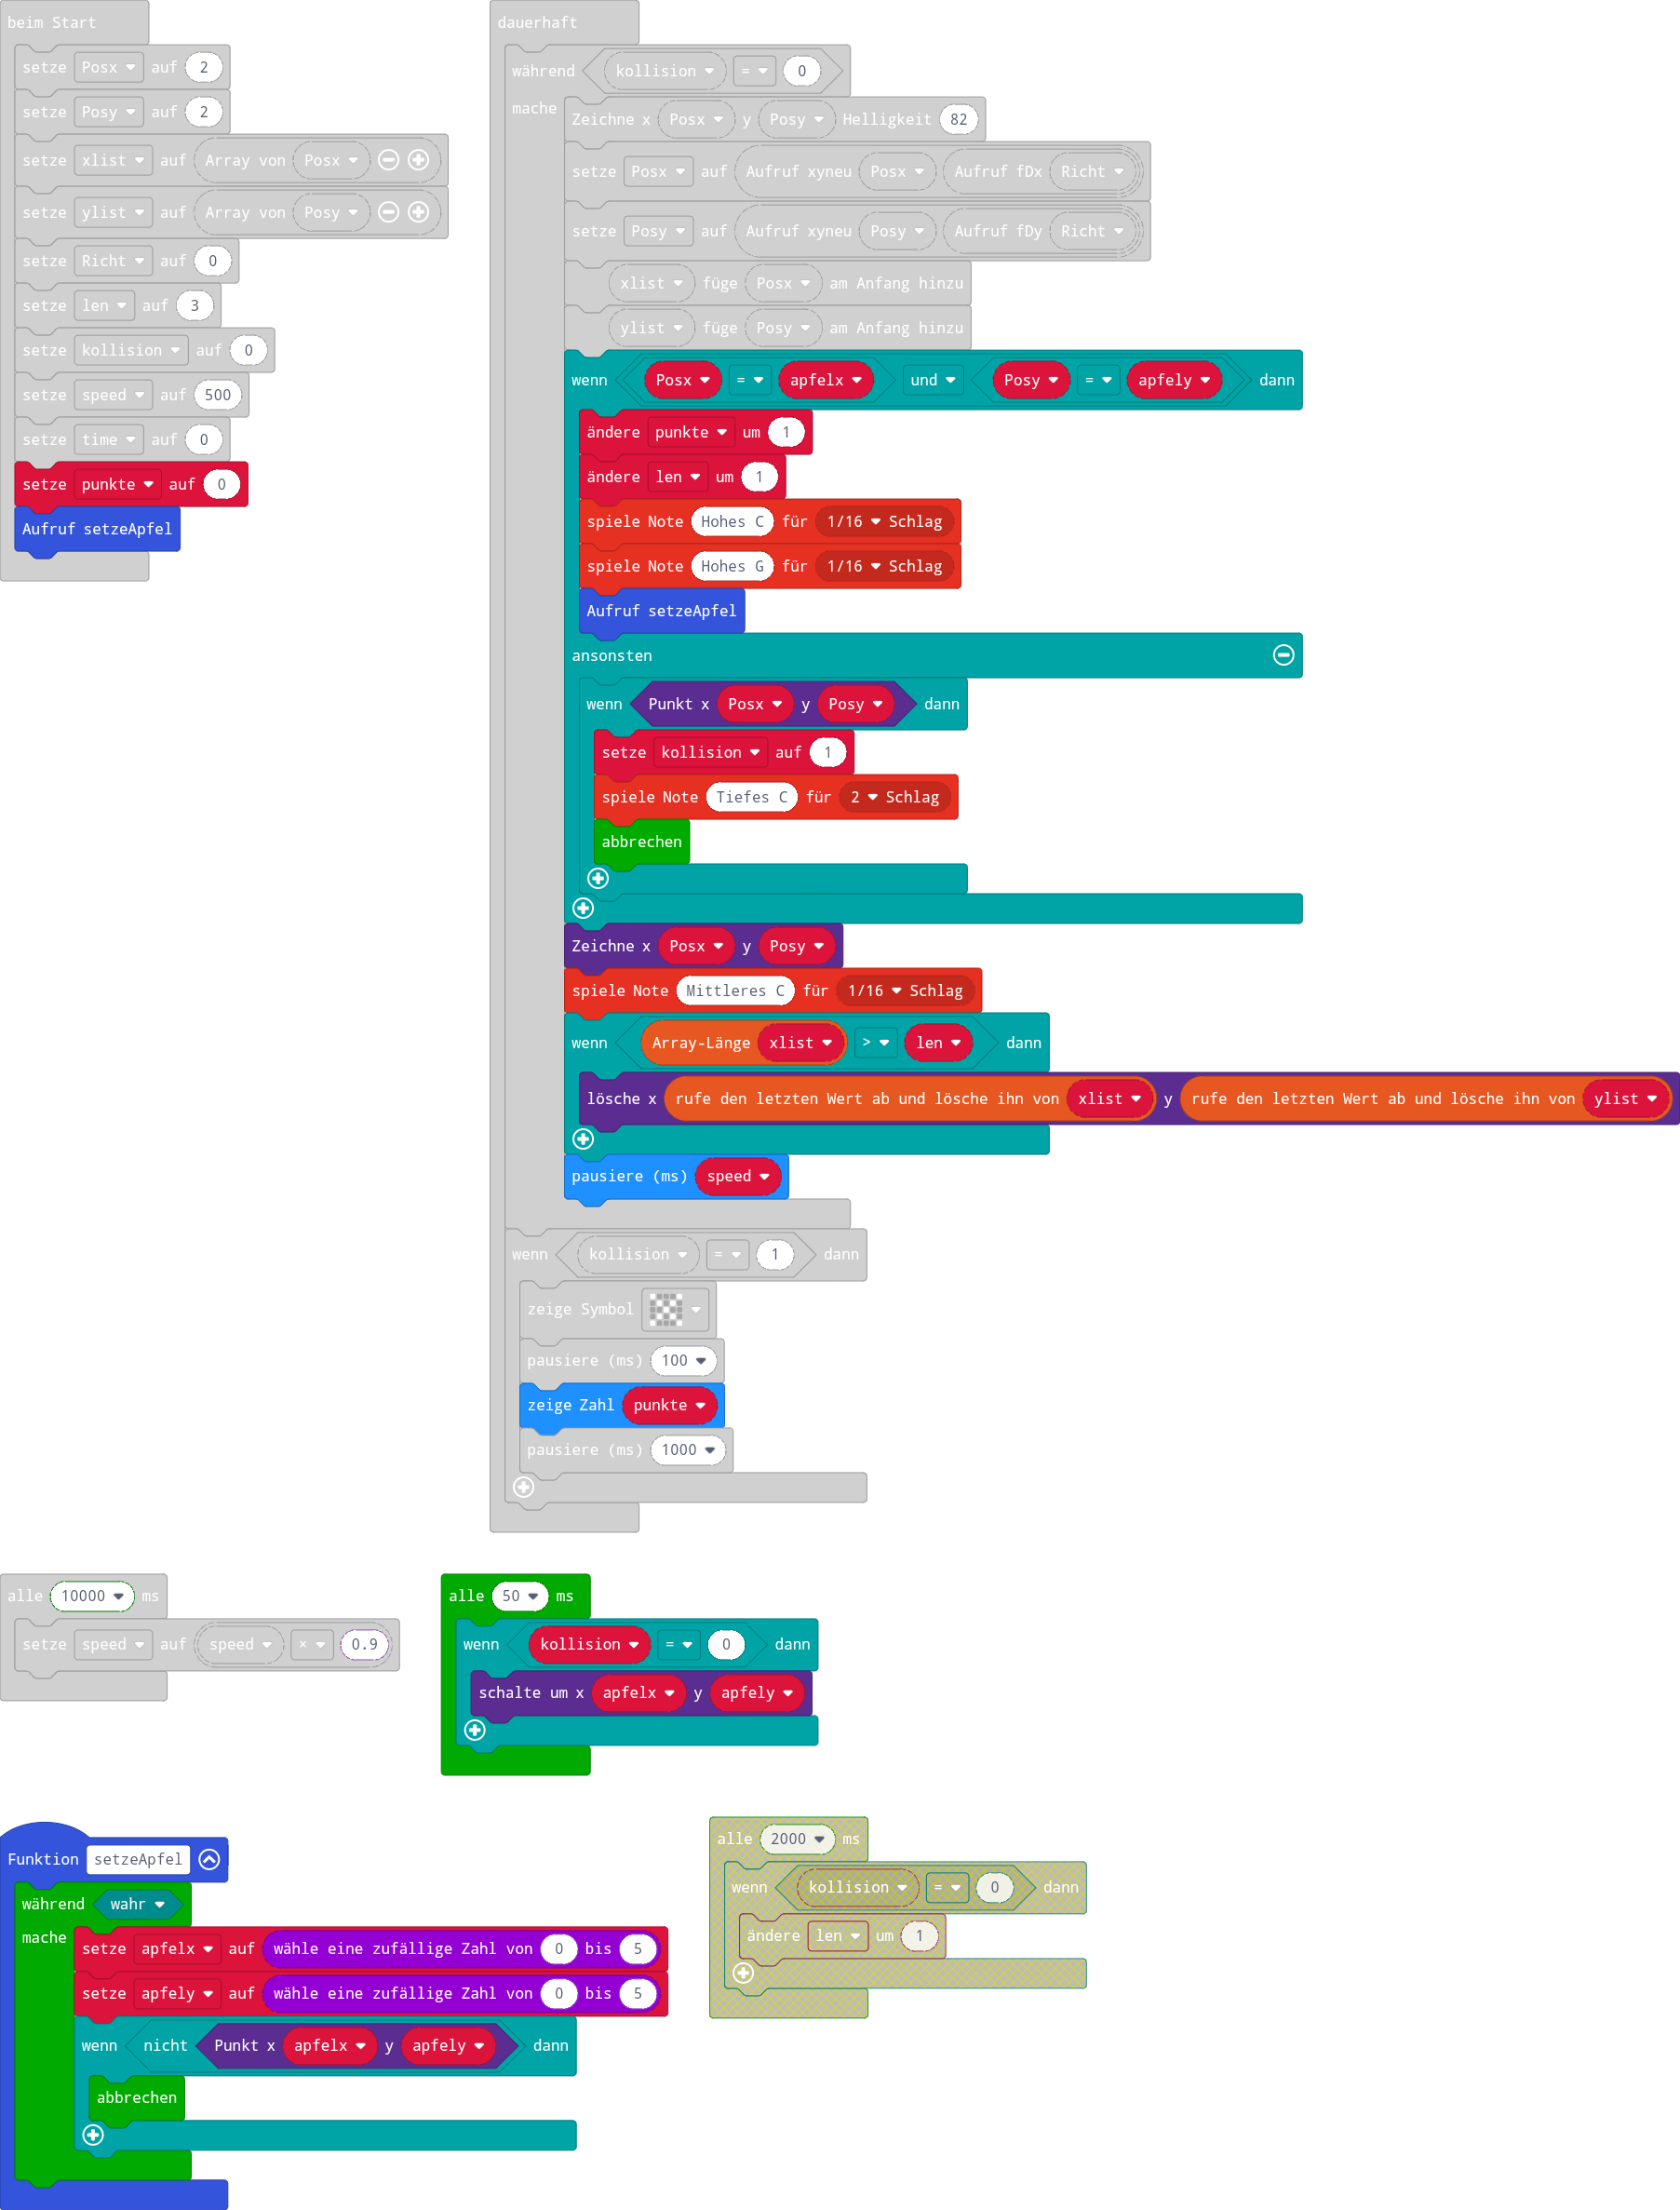 beim Start
setze Posx auf 2
setze Posy auf 2
setze xlist auf Array von Posx
setze ylist auf Array von Posy
setze Richt auf 0
setze len auf 3
setze kollision auf 0
setze speed auf 500
setze time auf 0
setze punkte auf 0
Aufruf setzeApfel
dauerhaft
während kollision = 0
mache
Zeichne x Posx y Posy Helligkeit 82
setze Posx auf Aufruf xyneu Posx Aufruf fDx Richt
setze Posy auf Aufruf xyneu Posy Aufruf fDy Richt
xlist füge Posx am Anfang hinzu
ylist füge Posy am Anfang hinzu
wenn Posx = apfelx und Posy = apfely dann
ändere punkte um 1
ändere len um 1
spiele Note Hohes C für 1/16 Schlag
spiele Note Hohes G für 1/16 Schlag
Aufruf setzeApfel
ansonsten
wenn Punkt x Posx y Posy dann
setze kollision auf 1
spiele Note Tiefes C für 2 Schlag
abbrechen
Zeichne x Posx y Posy
spiele Note Mittleres C für 1/16 Schlag
wenn Array-Länge xlist > len dann
lösche x rufe den letzten Wert ab und lösche ihn von xlist y rufe den letzten Wert ab und lösche ihn von ylist
pausiere (ms) speed
wenn kollision = 1 dann
zeige Symbol
pausiere (ms) 100
zeige Zahl punkte
pausiere (ms) 1000
alle 10000 ms
setze speed auf speed × 0.9
alle 50 ms
wenn kollision = 0 dann
schalte um x apfelx y apfely
Funktion setzeApfel
während wahr
mache
setze apfelx auf wähle eine zufällige Zahl von 0 bis 5
setze apfely auf wähle eine zufällige Zahl von 0 bis 5
wenn nicht Punkt x apfelx y apfely dann
abbrechen
alle 2000 ms
wenn kollision = 0 dann
ändere len um 1